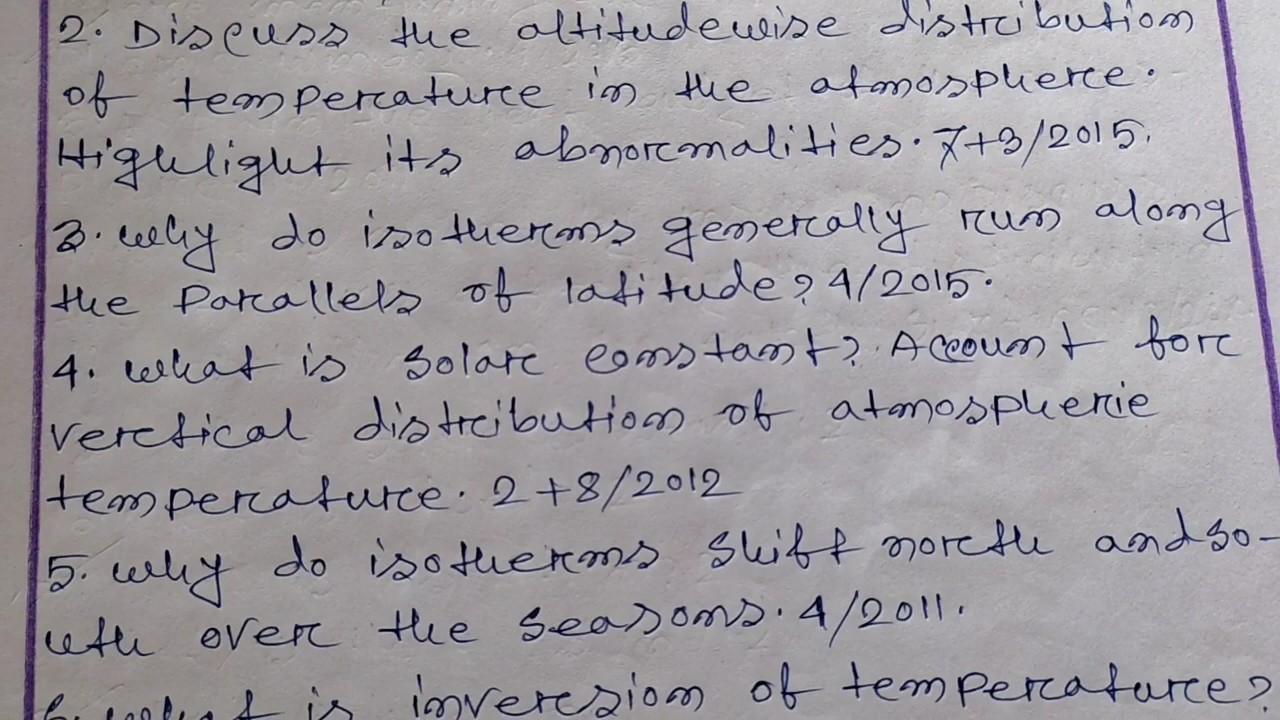 2. Discuss the altitudewise distribution
of temperature in the atmosphere.
Highlight its abnormalities. 7+3/2015.
3. Why do isotherms generally run along
the Parallels of latitude? 4/2015.
4. What is Solar constant? Account for
vertical distribution of atmospheric
temperature. 2+8/2012
5. Why do isotherms shift north and so-
uth over the seasons. 4/2011.
6. What is inversion of temperature?